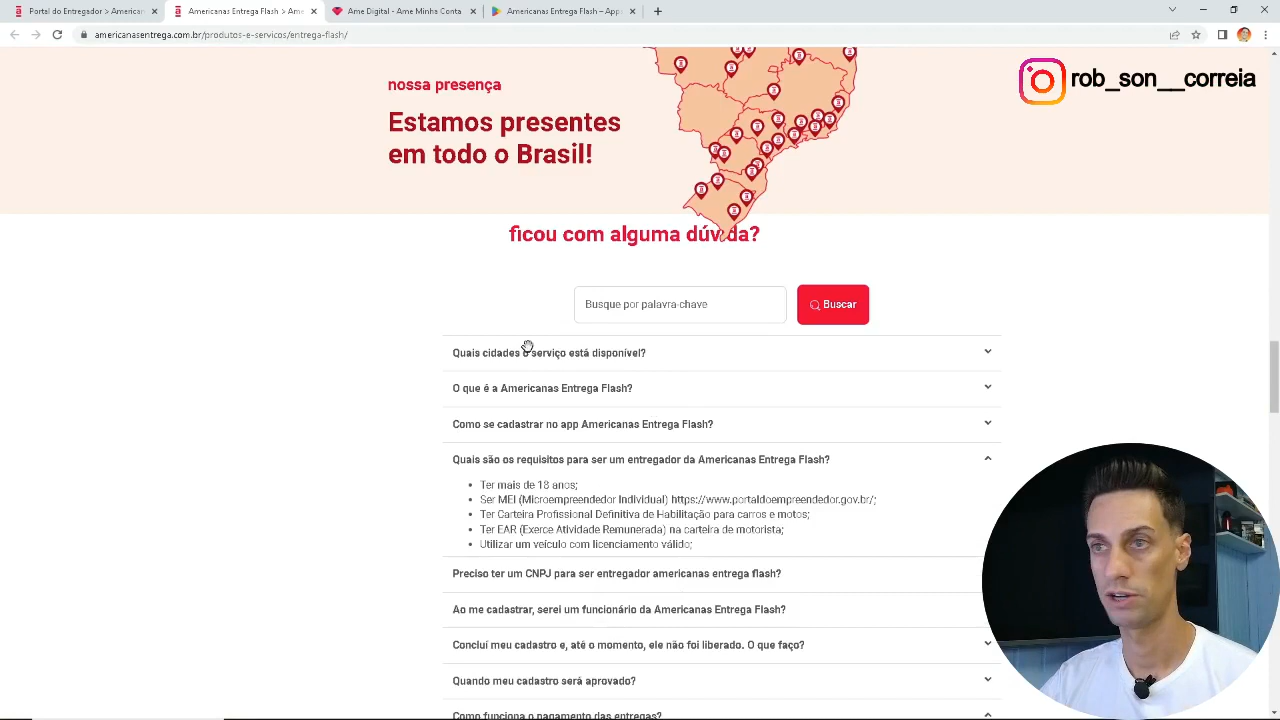 Portal do Entregador > American
Americanas Entrega Flash > Ame
Ame Digital - Ame Minha Conta
Americanas Entrega Flash – App
americanasentrega.com.br/produtos-e-servicos/entrega-flash/
rob_son__correia
nossa presença
Estamos presentes
em todo o Brasil!
ficou com alguma dúvida?
Busque por palavra-chave
Buscar
Quais cidades o serviço está disponível?
O que é a Americanas Entrega Flash?
Como se cadastrar no app Americanas Entrega Flash?
Quais são os requisitos para ser um entregador da Americanas Entrega Flash?
• Ter mais de 18 anos;
• Ser MEI (Microempreendedor Individual) https://www.portaldoempreendedor.gov.br/;
• Ter Carteira Profissional Definitiva de Habilitação para carros e motos;
• Ter EAR (Exerce Atividade Remunerada) na carteira de motorista;
• Utilizar um veículo com licenciamento válido;
Preciso ter um CNPJ para ser entregador americanas entrega flash?
Ao me cadastrar, serei um funcionário da Americanas Entrega Flash?
Concluí meu cadastro e, até o momento, ele não foi liberado. O que faço?
Quando meu cadastro será aprovado?
Como funciona o pagamento das entregas?